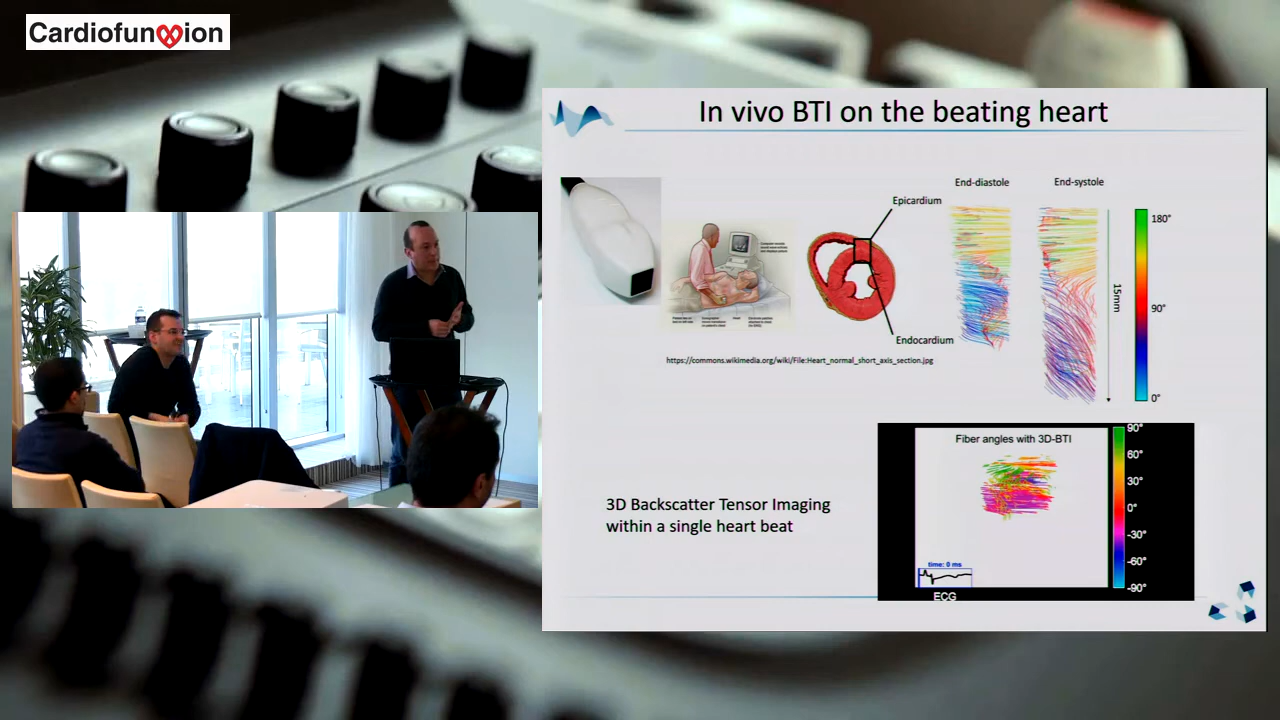 CardiofunXion
In vivo BTI on the beating heart
End-diastole
End-systole
Epicardium
180°
15mm
90°
Endocardium
0°
https://commons.wikimedia.org/wiki/File:Heart_normal_short_axis_section.jpg
Fiber angles with 3D-BTI
90°
60°
30°
0°
-30°
-60°
-90°
3D Backscatter Tensor Imaging
within a single heart beat
time: 0 ms
ECG